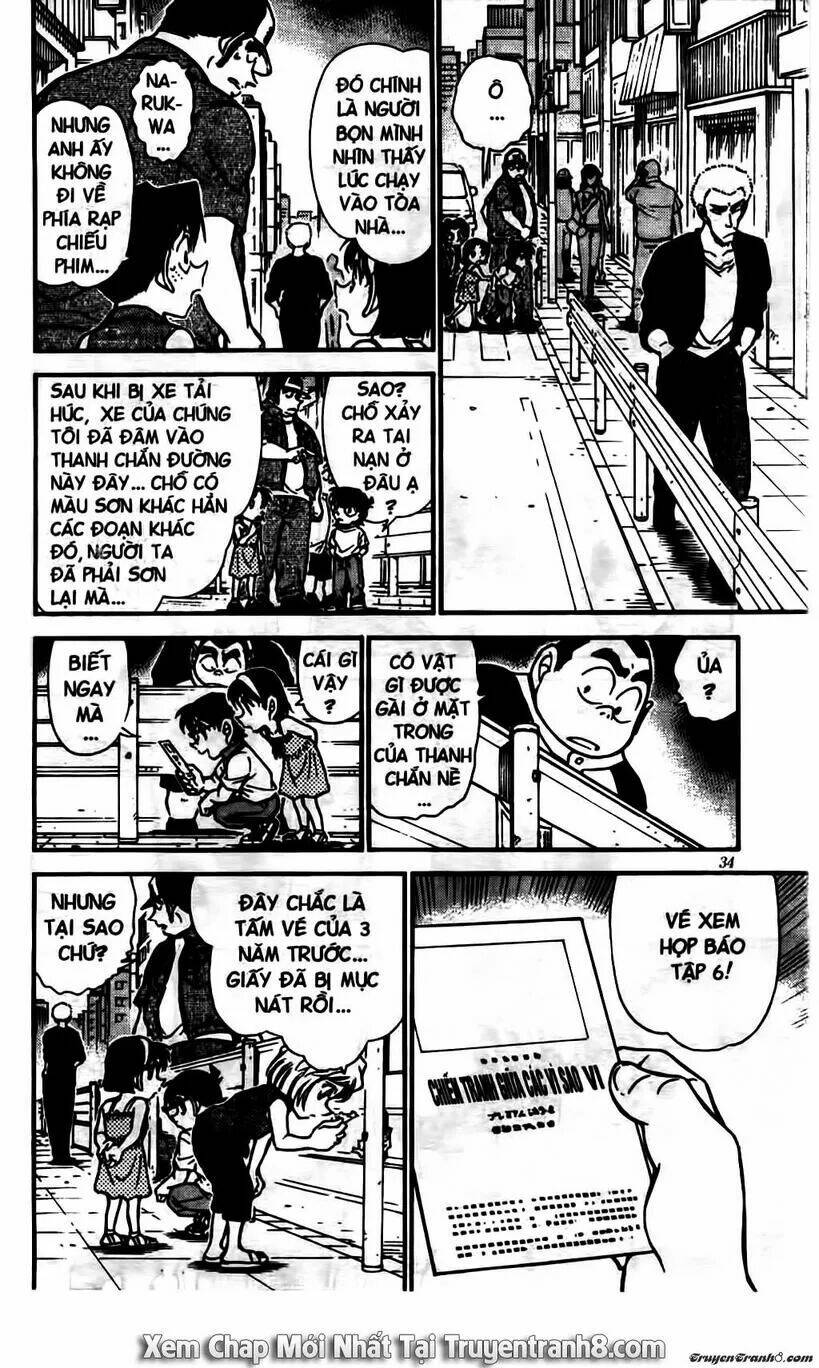 Ô
...
ĐÓ CHÍNH
LÀ NGƯỜI
BỌN MÌNH
NHÌN THẤY
LÚC CHẠY
VÀO TÒA
NHÀ...
NA-
RUK-
WA
...
NHƯNG
ANH ẤY
KHÔNG
ĐI VỀ
PHÍA RẠP
CHIẾU
PHIM...
SAO?
CHỖ XẢY
RA TAI
NẠN Ở
ĐÂU Ạ
?
SAU KHI BỊ XE TẢI
HÚC, XE CỦA CHÚNG
TÔI ĐÃ ĐÂM VÀO
THANH CHẮN ĐƯỜNG
NÀY ĐÂY... CHỖ CÓ
MÀU SƠN KHÁC HẲN
CÁC ĐOẠN KHÁC
ĐÓ, NGƯỜI TA
ĐÃ PHẢI SƠN
LẠI MÀ...
ỦA
?
CÓ VẬT
GÌ ĐƯỢC
GÀI Ở MẶT
TRONG
CỦA THANH
CHẮN NÈ
...
CÁI GÌ
VẬY
?
BIẾT
NGAY
MÀ
...
34
VÉ XEM
HỌP BÁO
TẬP 6!
CHIẾN TRANH GIỮA CÁC VÌ SAO VI
ĐÂY CHẮC LÀ
TẤM VÉ CỦA 3
NĂM TRƯỚC...
GIẤY ĐÃ BỊ MỤC
NÁT RỒI...
NHƯNG
TẠI SAO
CHỨ?
Xem Chap Mới Nhất Tại Truyentranh8.com
TruyenTranh8.com